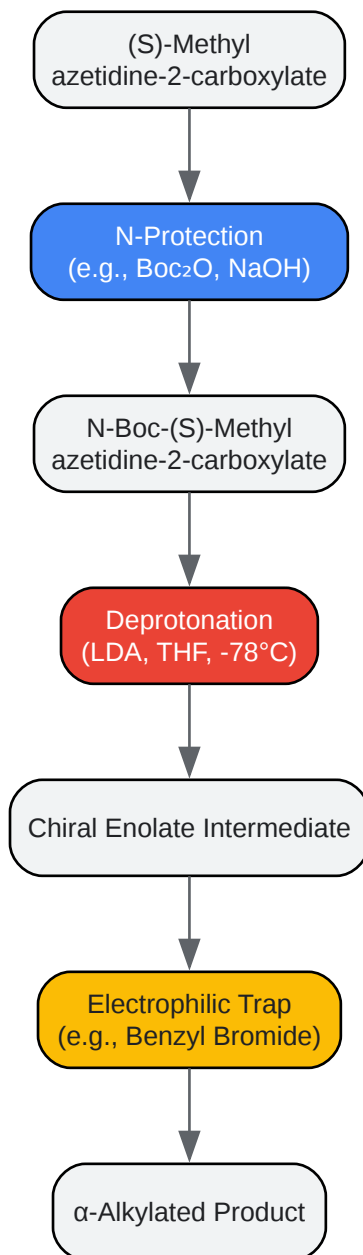 (S)-Methyl
azetidine-2-carboxylate
N-Protection
(e.g., Boc₂O, NaOH)
N-Boc-(S)-Methyl
azetidine-2-carboxylate
Deprotonation
(LDA, THF, -78°C)
Chiral Enolate Intermediate
Electrophilic Trap
(e.g., Benzyl Bromide)
α-Alkylated Product